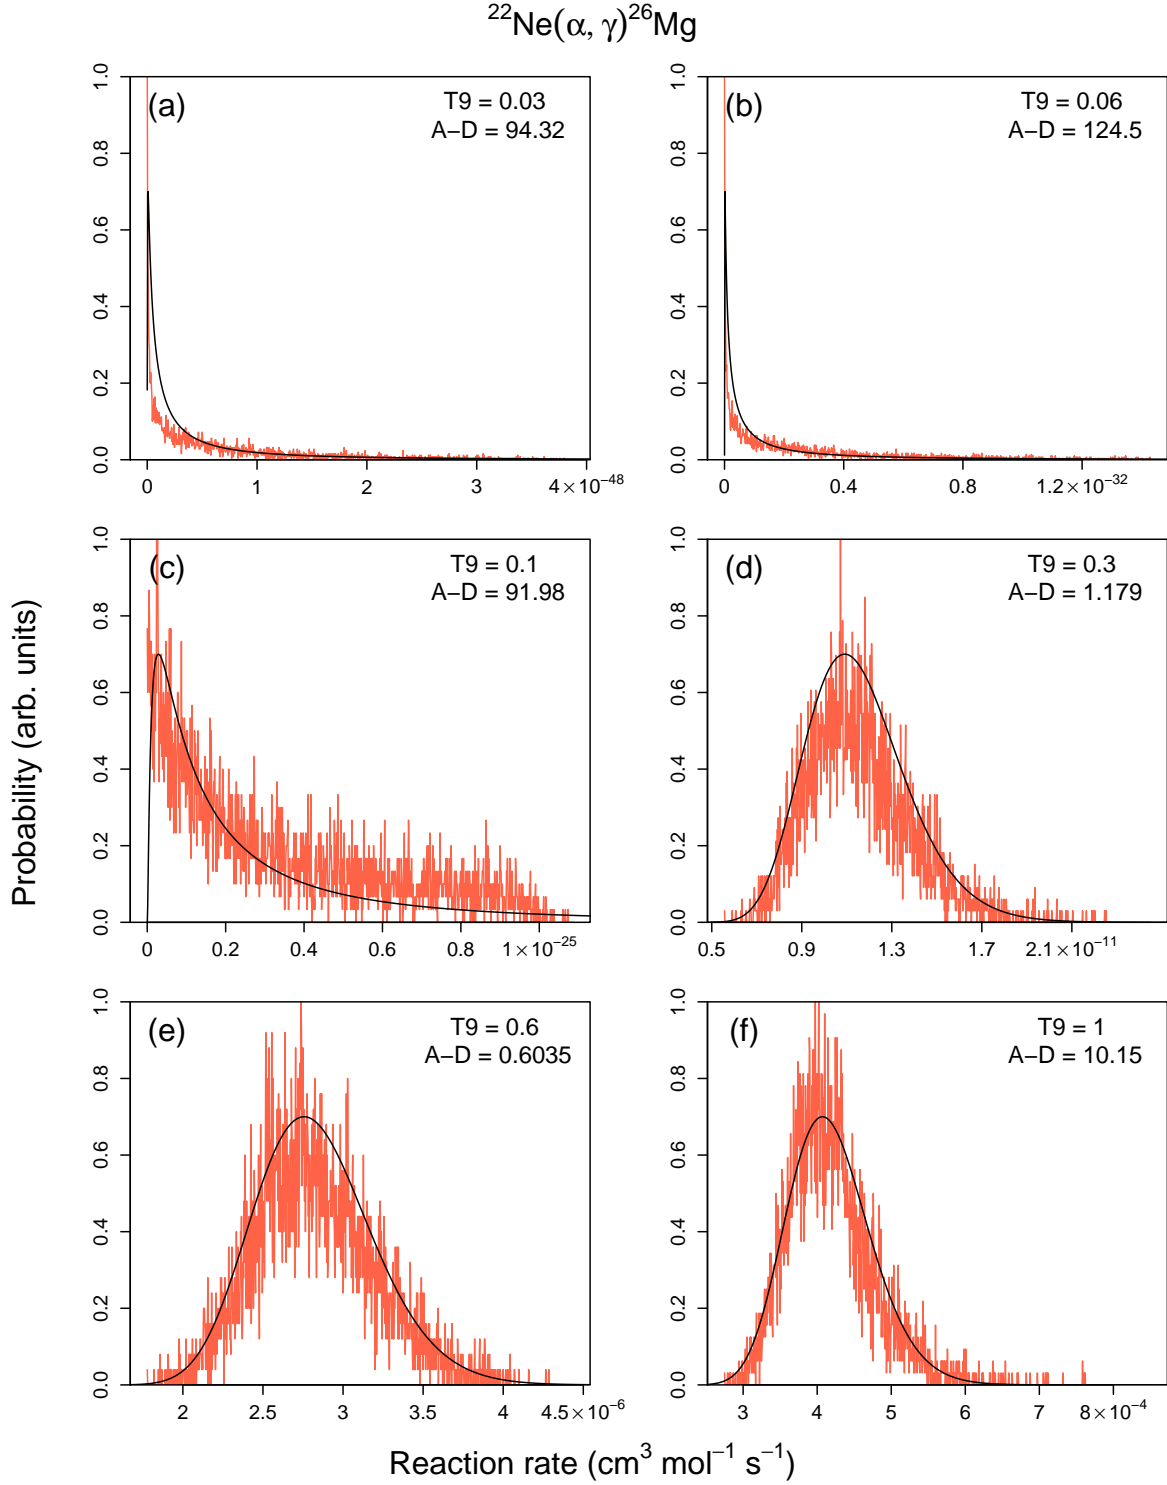 ²²Ne(α, γ)²⁶Mg
Probability (arb. units)
(a)
T9 = 0.03
A−D = 94.32
1.0
0.8
0.6
0.4
0.2
0.0
0 1 2 3 4×10⁻⁴⁸
(b)
T9 = 0.06
A−D = 124.5
1.0
0.8
0.6
0.4
0.2
0.0
0 0.4 0.8 1.2×10⁻³²
(c)
T9 = 0.1
A−D = 91.98
1.0
0.8
0.6
0.4
0.2
0.0
0 0.2 0.4 0.6 0.8 1×10⁻²⁵
(d)
T9 = 0.3
A−D = 1.179
1.0
0.8
0.6
0.4
0.2
0.0
0.5 0.9 1.3 1.7 2.1×10⁻¹¹
(e)
T9 = 0.6
A−D = 0.6035
1.0
0.8
0.6
0.4
0.2
0.0
2 2.5 3 3.5 4 4.5×10⁻⁶
(f)
T9 = 1
A−D = 10.15
1.0
0.8
0.6
0.4
0.2
0.0
3 4 5 6 7 8×10⁻⁴
Reaction rate (cm³ mol⁻¹ s⁻¹)